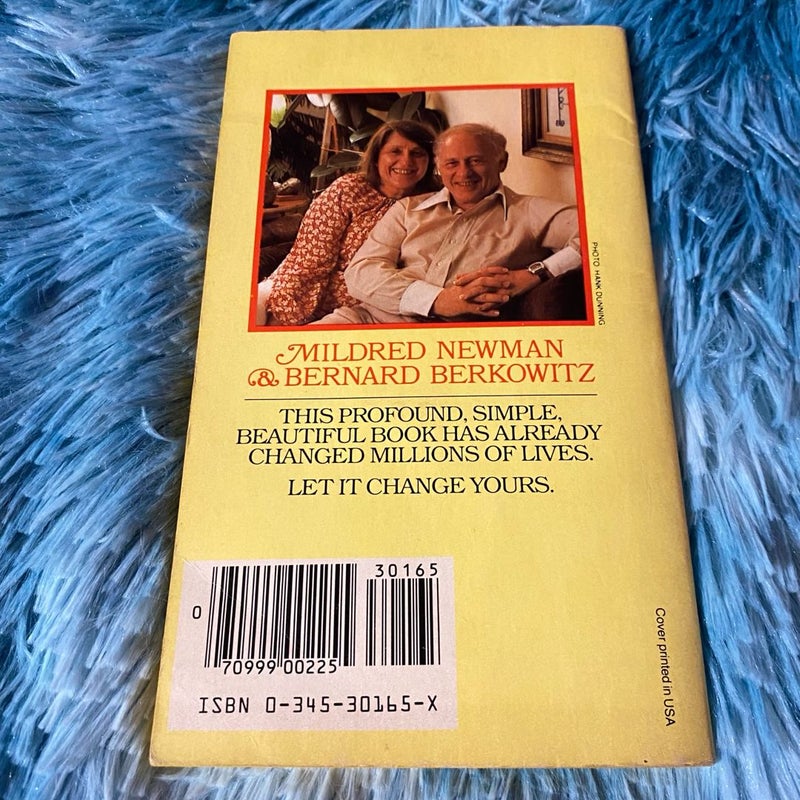 PHOTO HANK DUNNING
MILDRED NEWMAN
& BERNARD BERKOWITZ
THIS PROFOUND, SIMPLE,
BEAUTIFUL BOOK HAS ALREADY
CHANGED MILLIONS OF LIVES.
LET IT CHANGE YOURS.
30165
0
70999 00225
ISBN 0-345-30165-X
Cover printed in USA